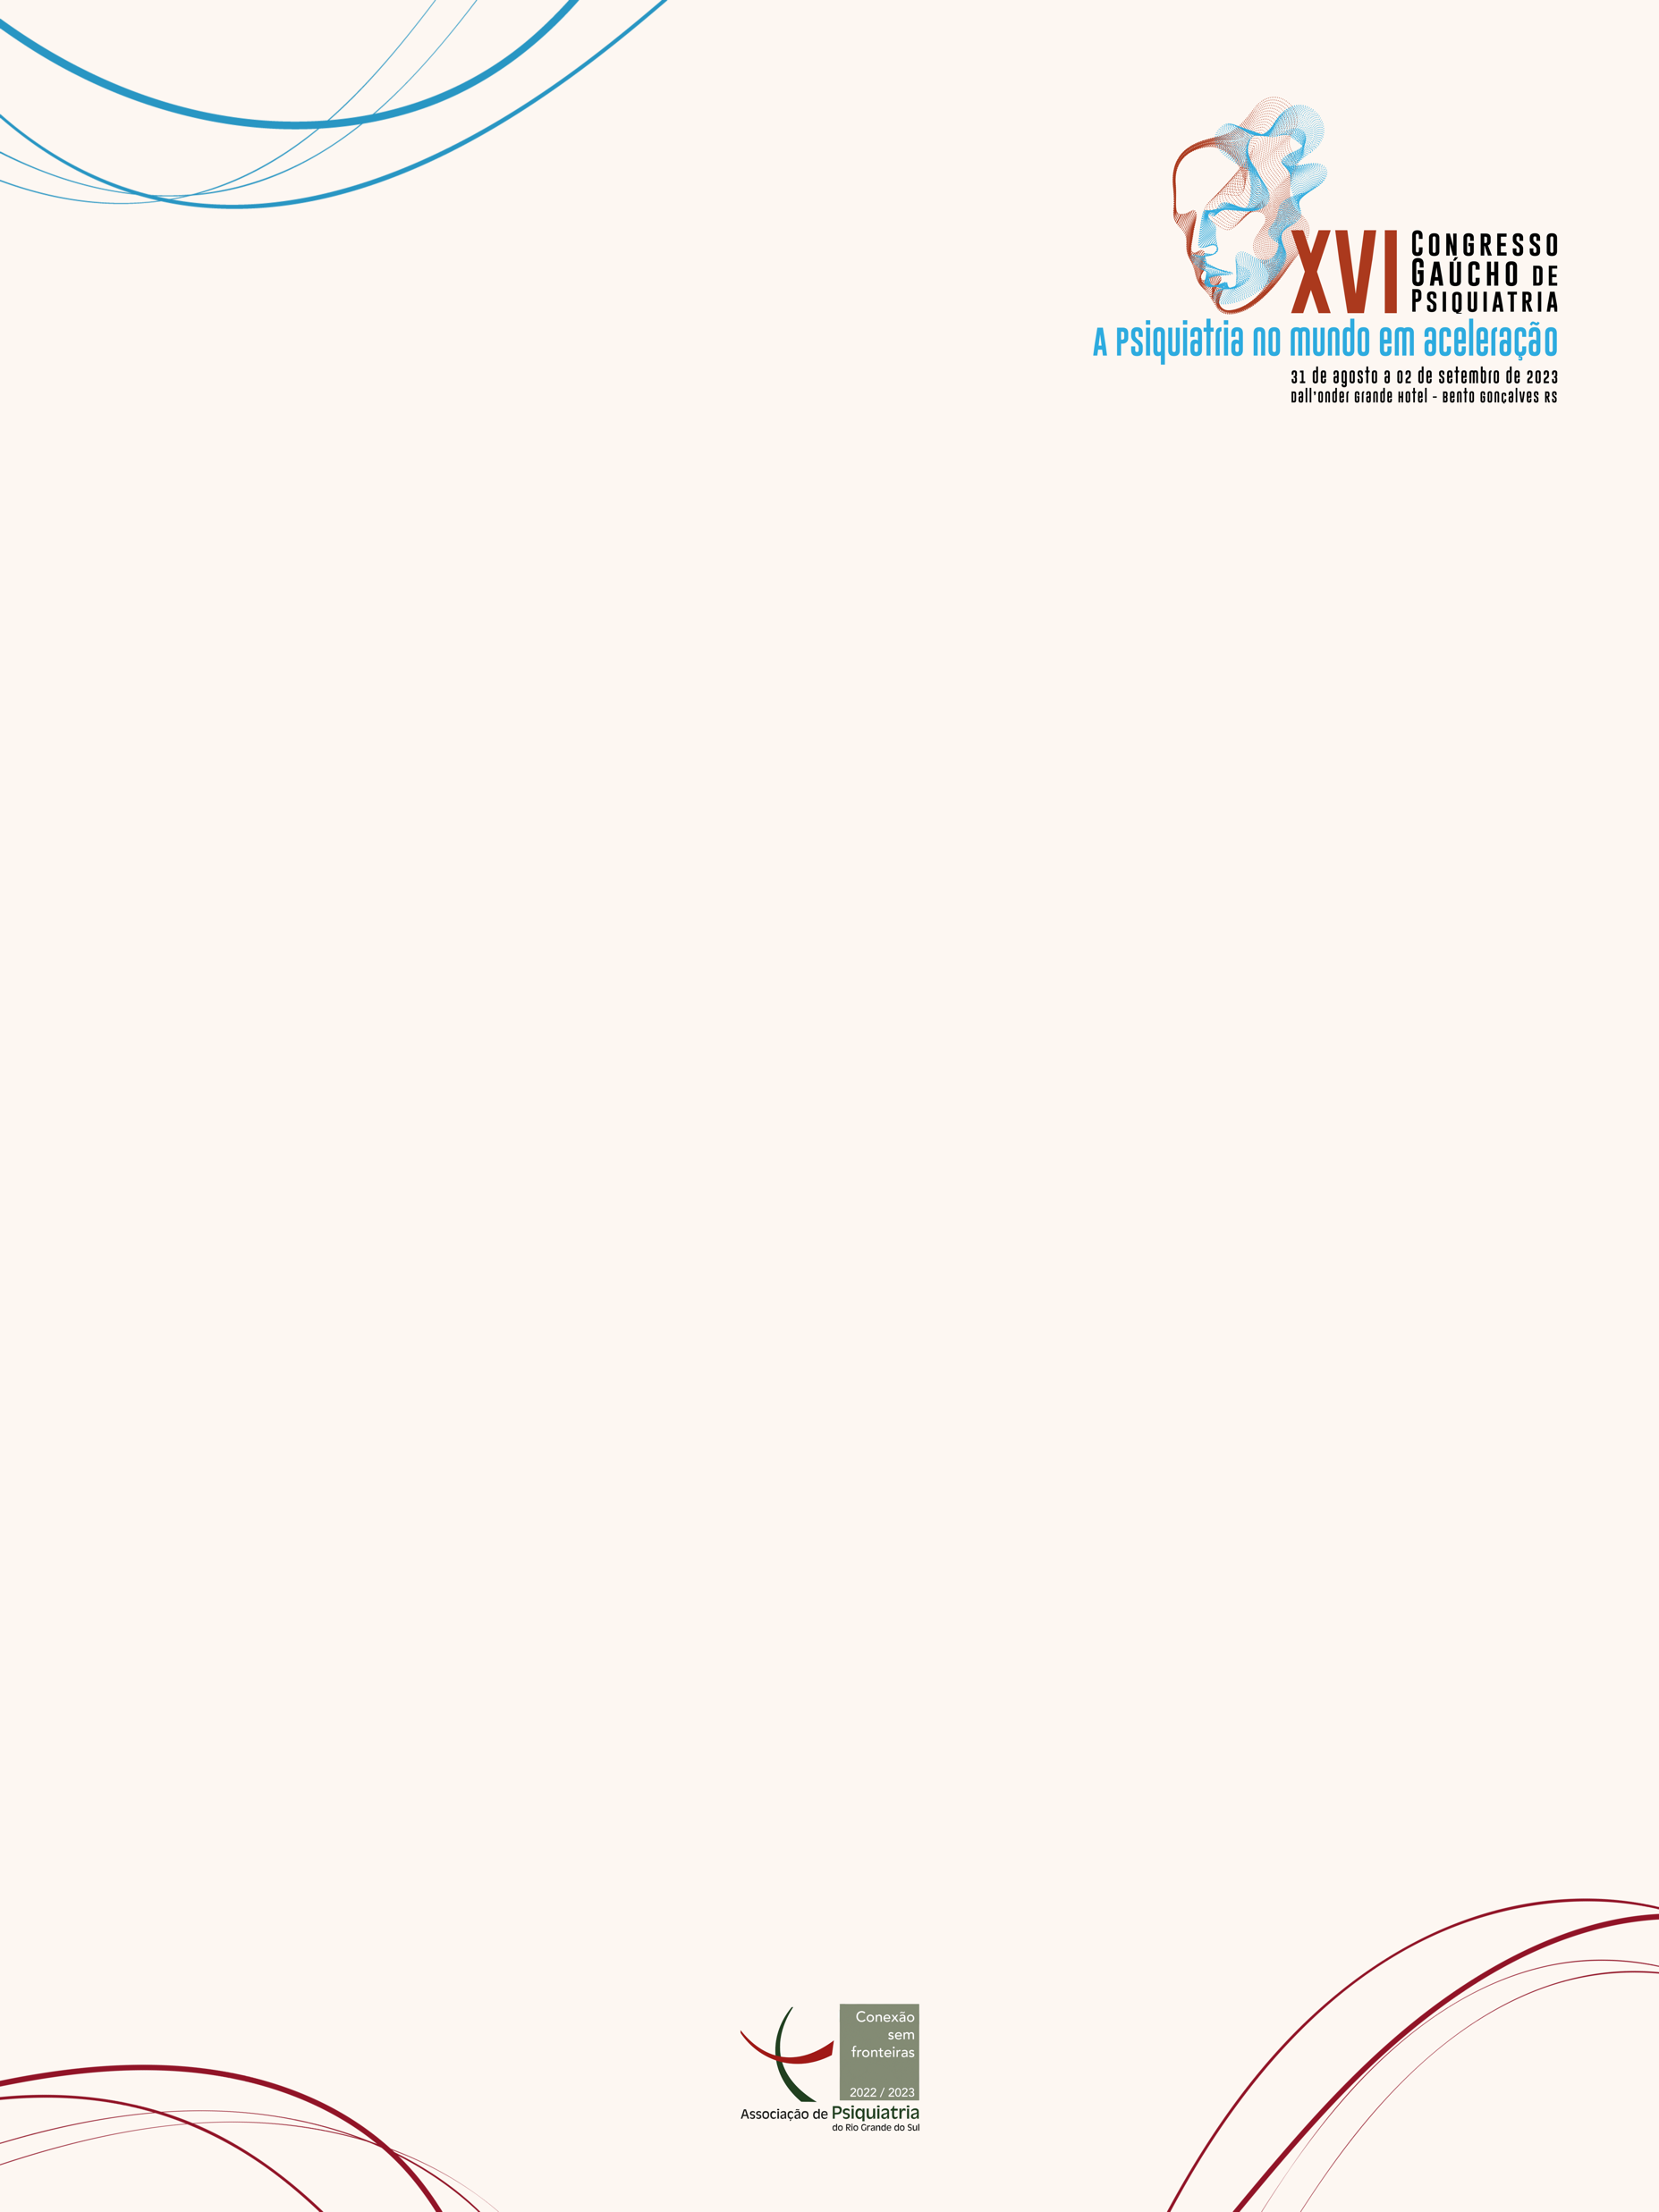 XVI
CONGRESSO
GAÚCHO DE
PSIQUIATRIA
A psiquiatria no mundo em aceleração
31 de agosto a 02 de setembro de 2023
Dall'Onder Grande Hotel - Bento Gonçalves RS
Conexão
sem
fronteiras
2022 / 2023
Associação de Psiquiatria
do Rio Grande do Sul